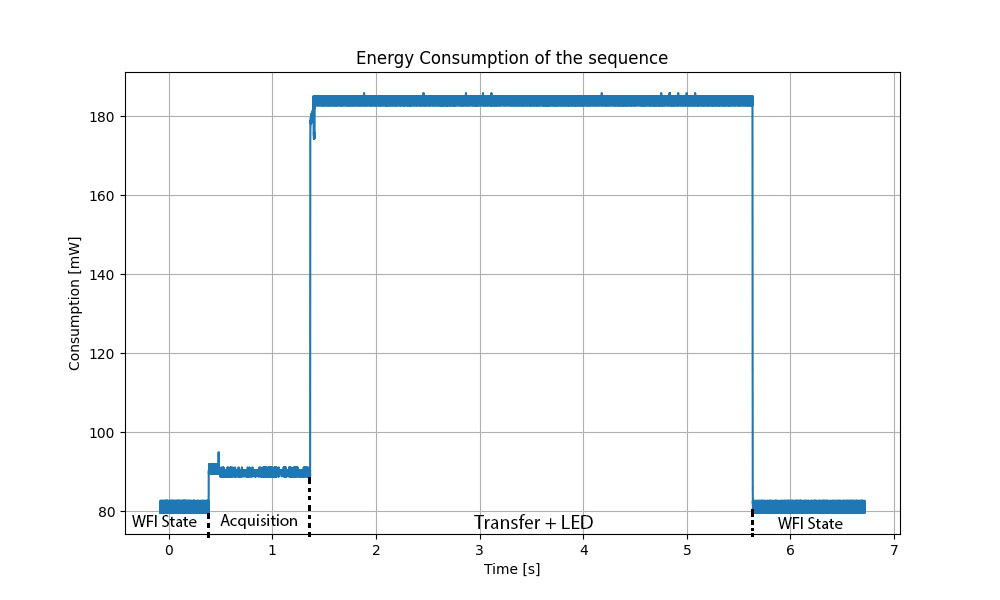 Energy Consumption of the sequence
Consumption [mW]
180
160
140
120
100
80
WFI State
Acquisition
Transfer + LED
WFI State
0 1 2 3 4 5 6 7
Time [s]